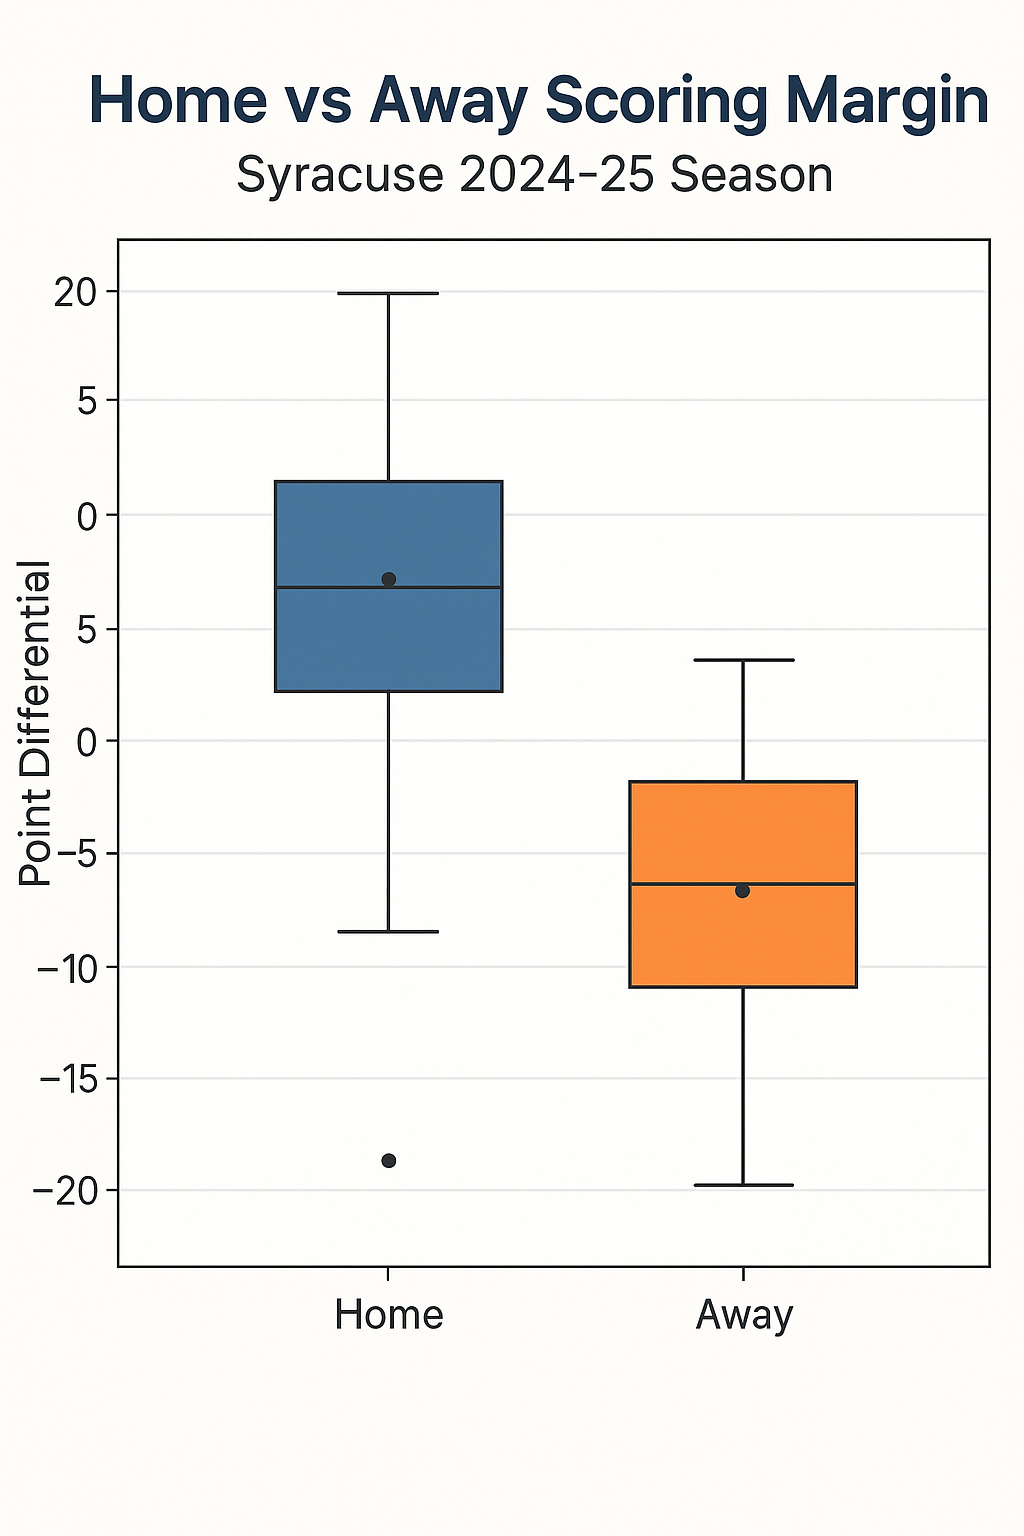 Home vs Away Scoring Margin
Syracuse 2024-25 Season
Point Differential
20
5
0
5
0
−5
−10
−15
−20
Home
Away